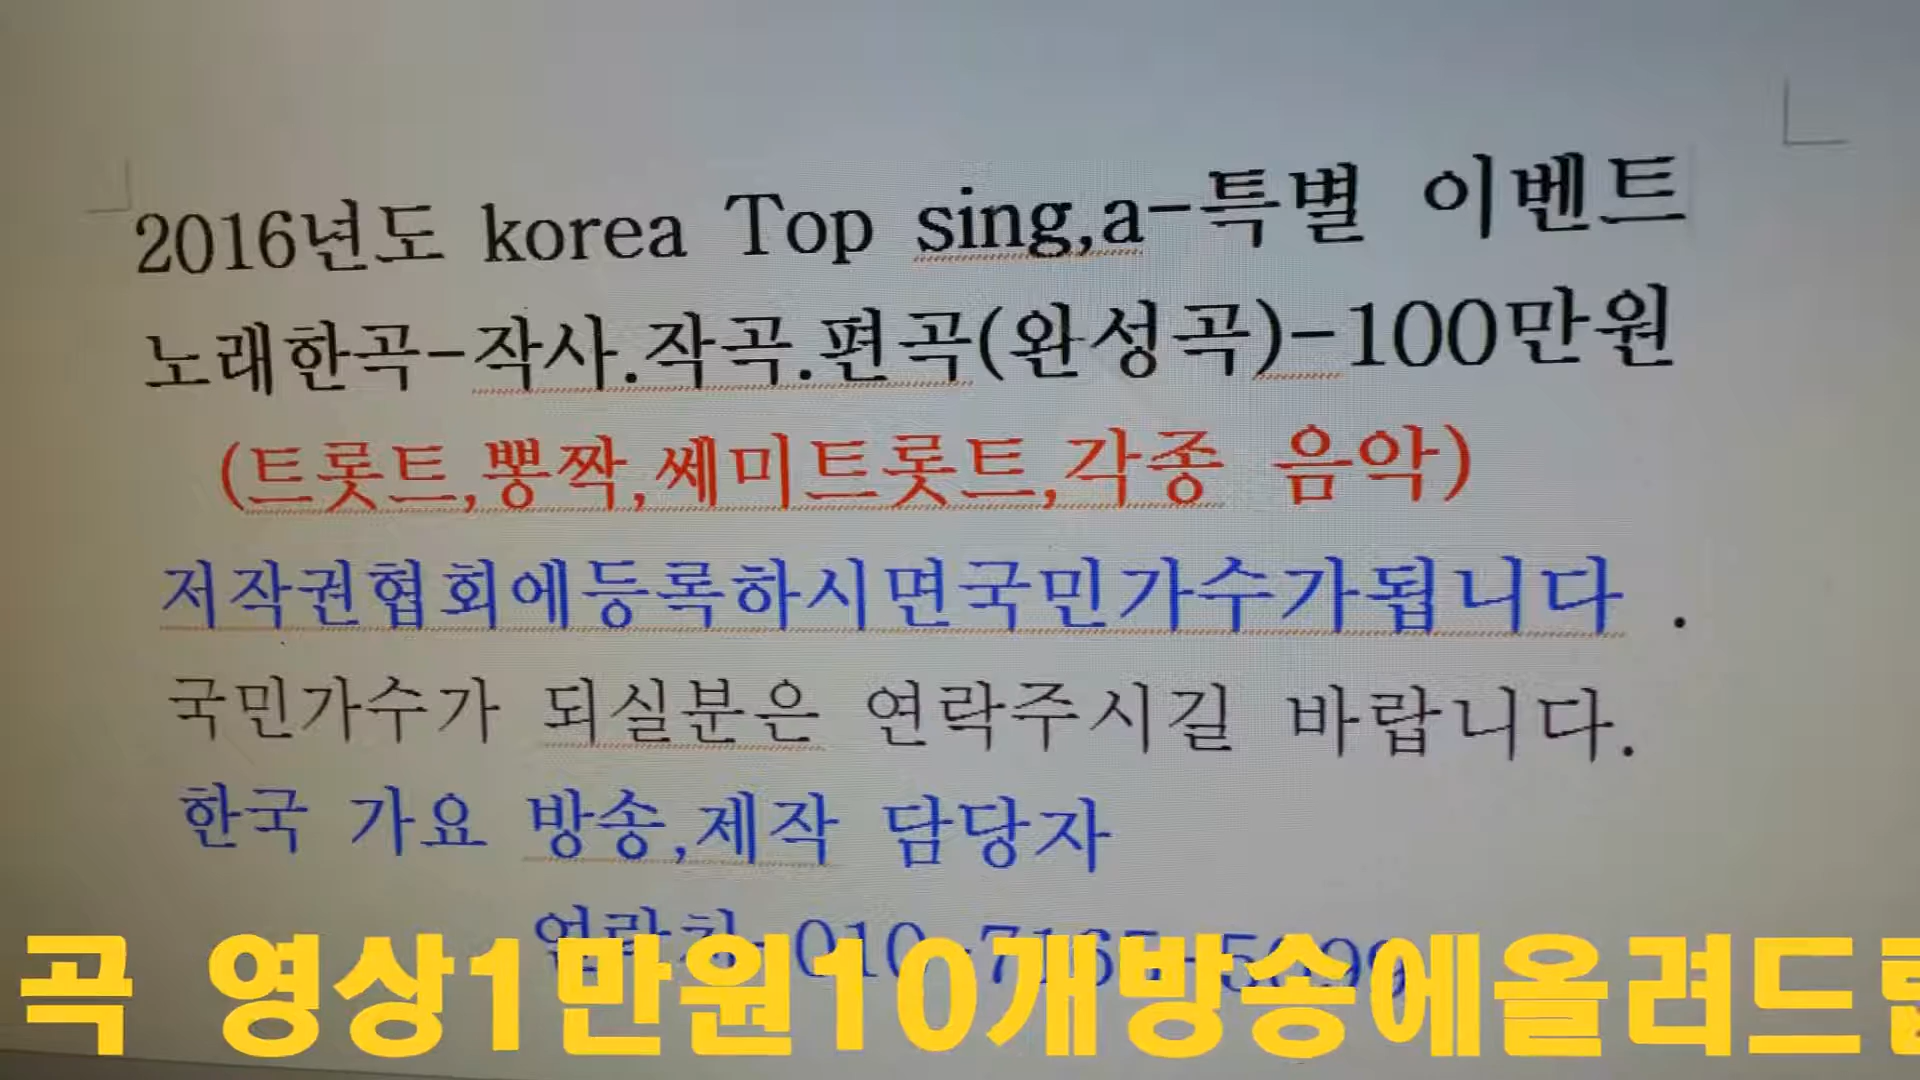 2016년도 korea Top sing,a-특별 이벤트
노래한곡-작사.작곡.편곡(완성곡)-100만원
(트롯트,뽕짝,쎄미트롯트,각종 음악)
저작권협회에등록하시면국민가수가됩니다 .
국민가수가 되실분은 연락주시길 바랍니다.
한국 가요 방송,제작 담당자
연락처-010-
곡 영상1만원10개방송에올려드